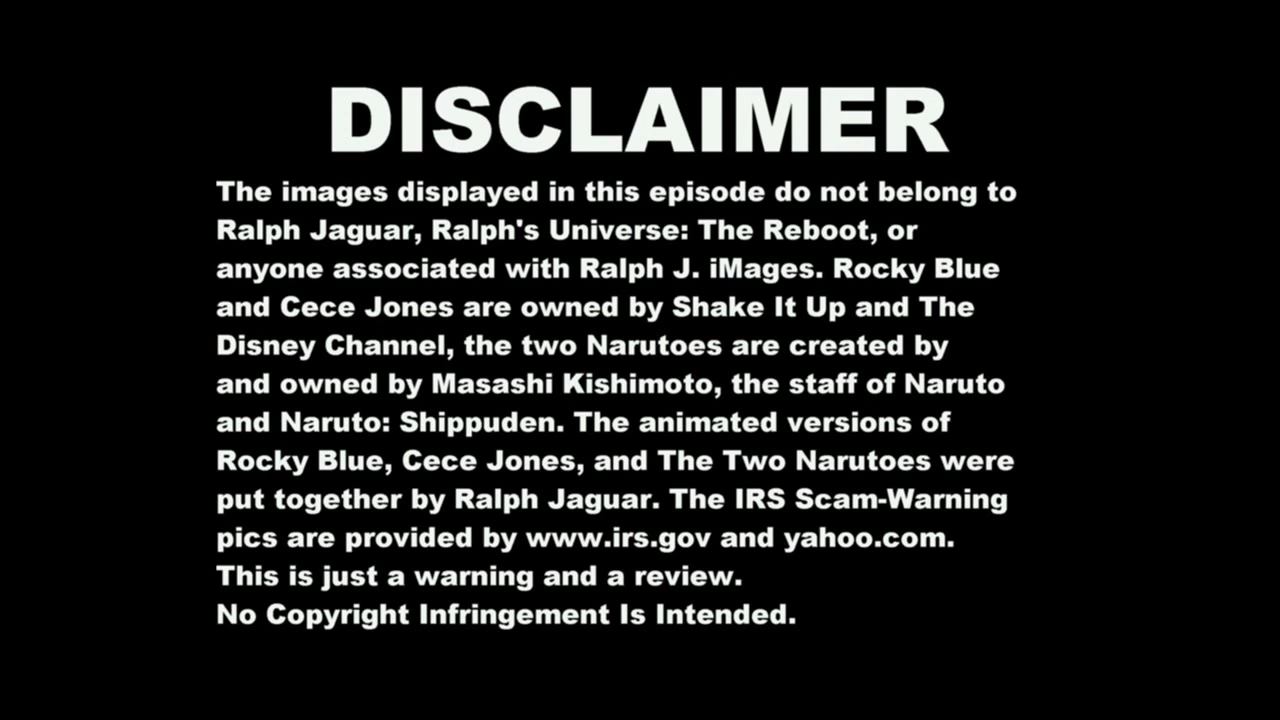 DISCLAIMER
The images displayed in this episode do not belong to
Ralph Jaguar, Ralph's Universe: The Reboot, or
anyone associated with Ralph J. iMages. Rocky Blue
and Cece Jones are owned by Shake It Up and The
Disney Channel, the two Narutoes are created by
and owned by Masashi Kishimoto, the staff of Naruto
and Naruto: Shippuden. The animated versions of
Rocky Blue, Cece Jones, and The Two Narutoes were
put together by Ralph Jaguar. The IRS Scam-Warning
pics are provided by www.irs.gov and yahoo.com.
This is just a warning and a review.
No Copyright Infringement Is Intended.